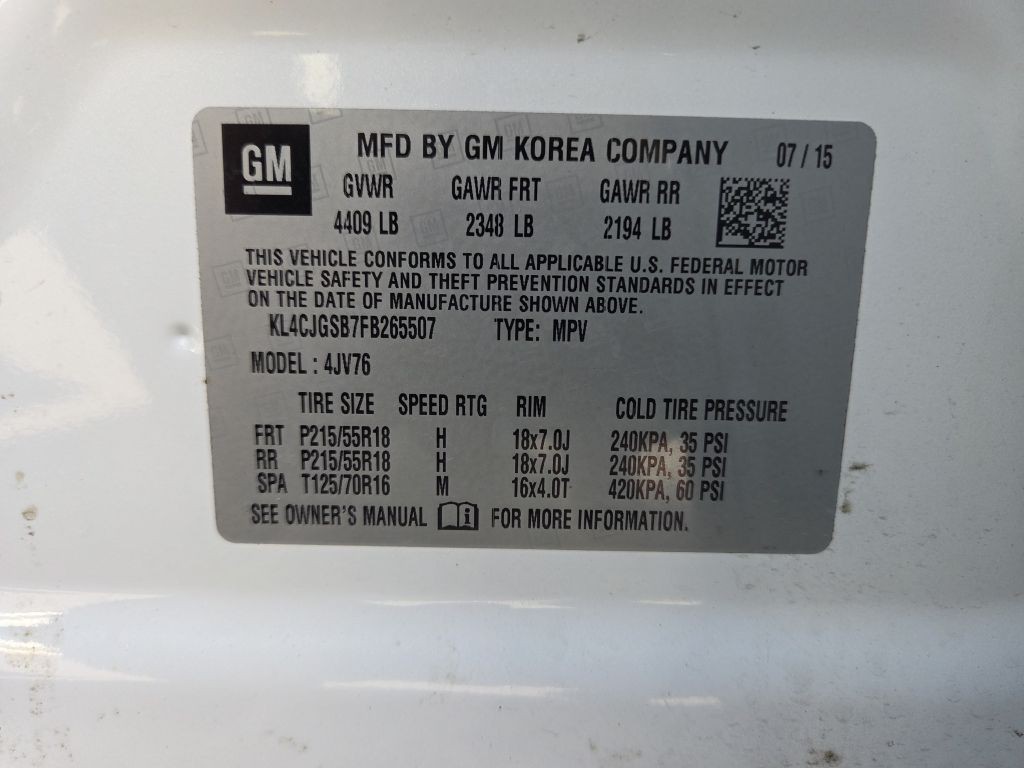 GM
MFD BY GM KOREA COMPANY 07 / 15
GVWR GAWR FRT GAWR RR
4409 LB 2348 LB 2194 LB
THIS VEHICLE CONFORMS TO ALL APPLICABLE U.S. FEDERAL MOTOR
VEHICLE SAFETY AND THEFT PREVENTION STANDARDS IN EFFECT
ON THE DATE OF MANUFACTURE SHOWN ABOVE.
KL4CJGSB7FB265507 TYPE: MPV
MODEL : 4JV76
TIRE SIZE SPEED RTG RIM COLD TIRE PRESSURE
FRT P215/55R18 H 18x7.0J 240KPA, 35 PSI
RR P215/55R18 H 18x7.0J 240KPA, 35 PSI
SPA T125/70R16 M 16x4.0T 420KPA, 60 PSI
SEE OWNER'S MANUAL i FOR MORE INFORMATION.